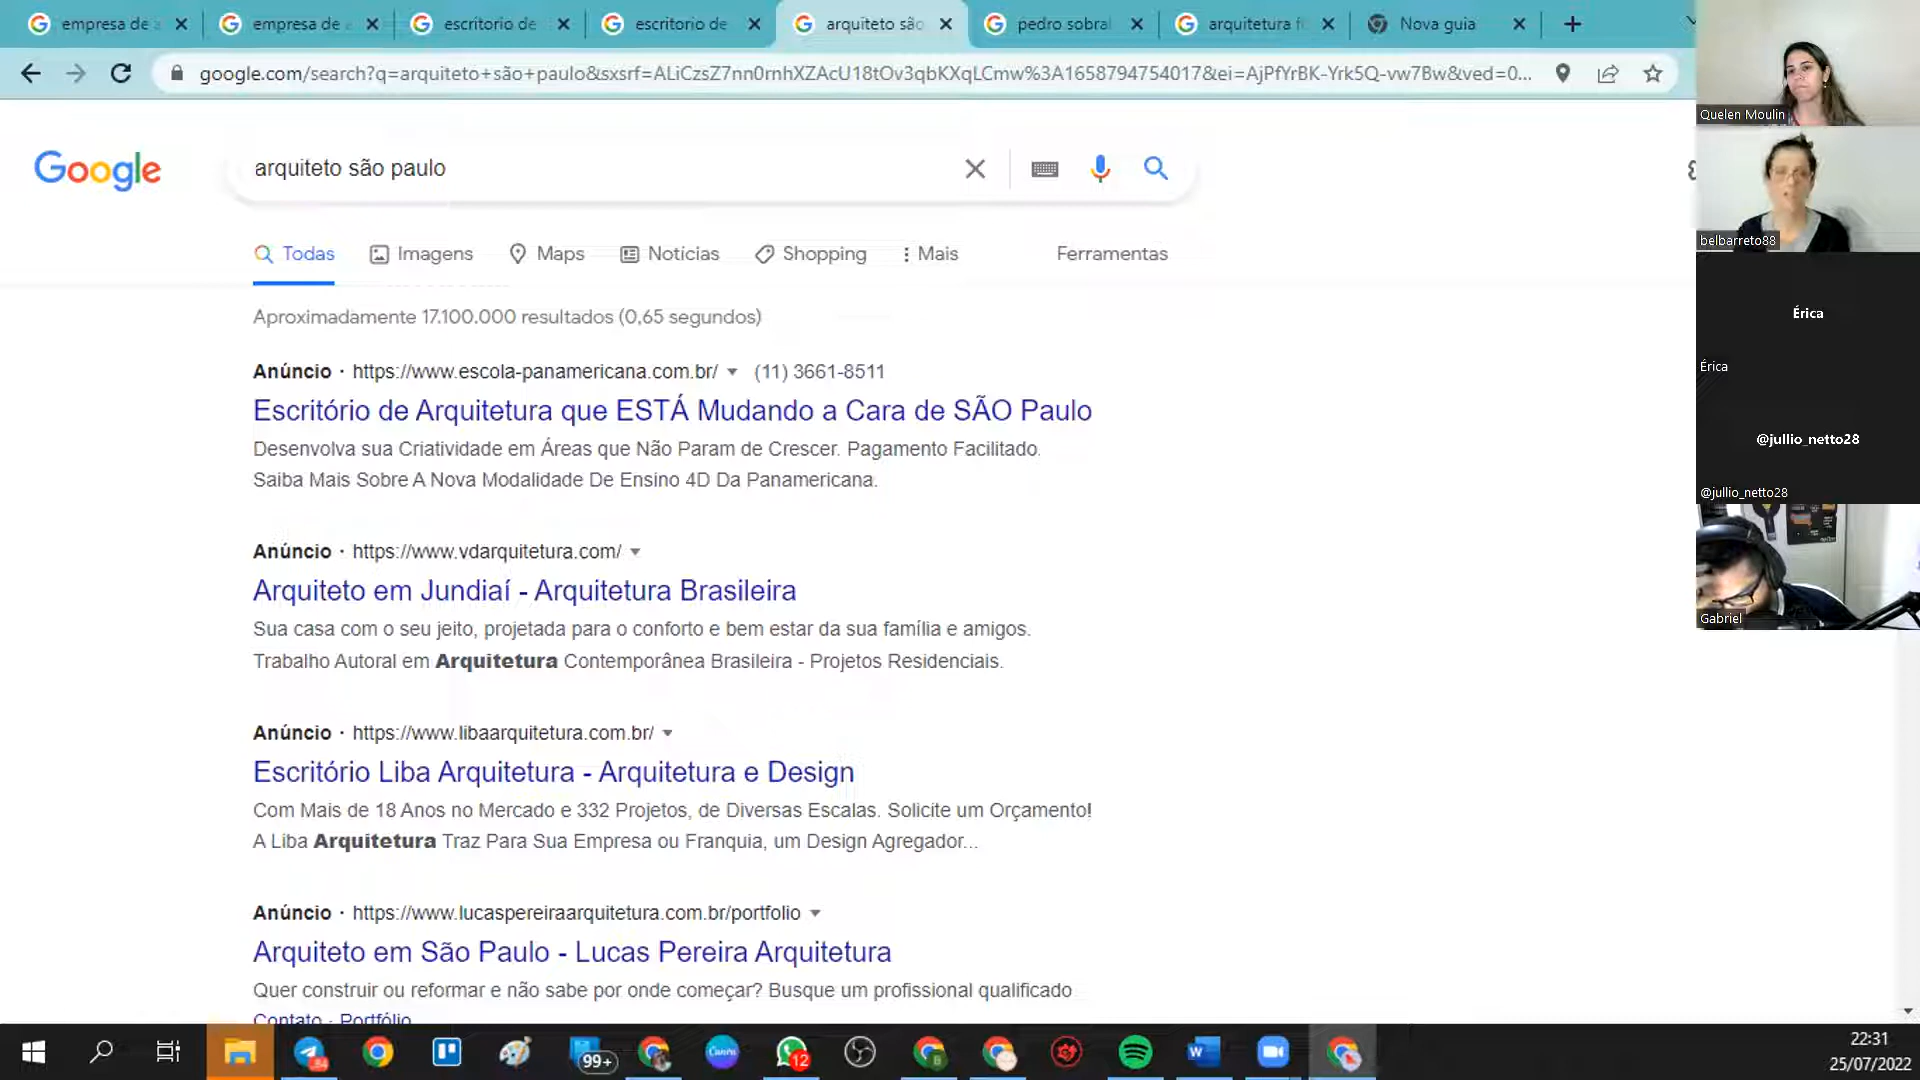 empresa de a
empresa de e
escritorio de
escritorio de
arquiteto são
pedro sobral
arquitetura f
Nova guia
google.com/search?q=arquiteto+são+paulo&sxsrf=ALiCzsZ7nn0rnhXZAcU18tOv3qbKXqLCmw%3A1658794754017&ei=AjPfYrBK-Yrk5Q-vw7Bw&ved=0...
Google
arquiteto são paulo
Todas
Imagens
Maps
Notícias
Shopping
Mais
Ferramentas
Aproximadamente 17.100.000 resultados (0,65 segundos)
Anúncio · https://www.escola-panamericana.com.br/ (11) 3661-8511
Escritório de Arquitetura que ESTÁ Mudando a Cara de SÃO Paulo
Desenvolva sua Criatividade em Áreas que Não Param de Crescer. Pagamento Facilitado.
Saiba Mais Sobre A Nova Modalidade De Ensino 4D Da Panamericana.
Anúncio · https://www.vdarquitetura.com/
Arquiteto em Jundiaí - Arquitetura Brasileira
Sua casa com o seu jeito, projetada para o conforto e bem estar da sua família e amigos.
Trabalho Autoral em Arquitetura Contemporânea Brasileira - Projetos Residenciais.
Anúncio · https://www.libaarquitetura.com.br/
Escritório Liba Arquitetura - Arquitetura e Design
Com Mais de 18 Anos no Mercado e 332 Projetos, de Diversas Escalas. Solicite um Orçamento!
A Liba Arquitetura Traz Para Sua Empresa ou Franquia, um Design Agregador...
Anúncio · https://www.lucaspereiraarquitetura.com.br/portfolio
Arquiteto em São Paulo - Lucas Pereira Arquitetura
Quer construir ou reformar e não sabe por onde começar? Busque um profissional qualificado
Contato · Portfólio
Quelen Moulin
belbarreto88
Érica
Érica
@jullio_netto28
@jullio_netto28
Gabriel
99+
Canva
12
22:31
25/07/2022